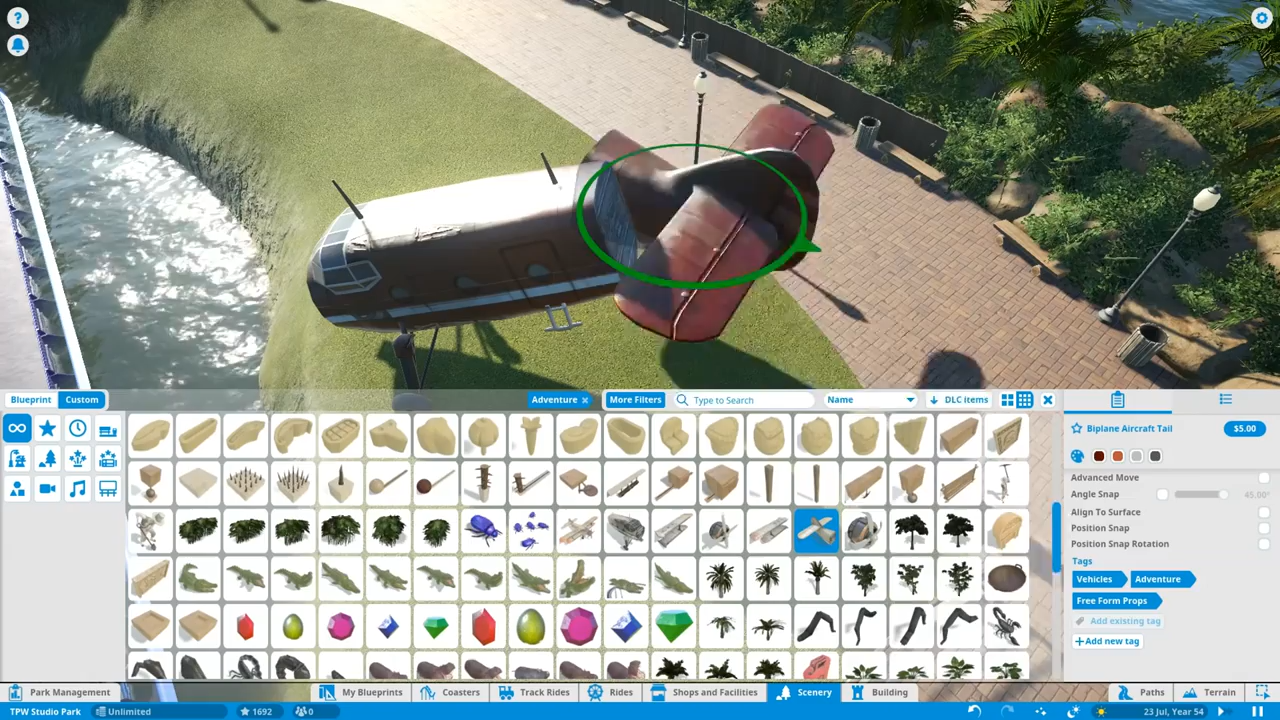 ?
Blueprint Custom Adventure × More Filters Type to Search Name DLC items
Biplane Aircraft Tail $5.00
Advanced Move
Angle Snap 45.00°
Align To Surface
Position Snap
Position Snap Rotation
Tags
Vehicles Adventure
Free Form Props
Add existing tag
+Add new tag
Park Management My Blueprints Coasters Track Rides Rides Shops and Facilities Scenery Building Paths Terrain
TPW Studio Park Unlimited 1692 0 23 Jul, Year 54